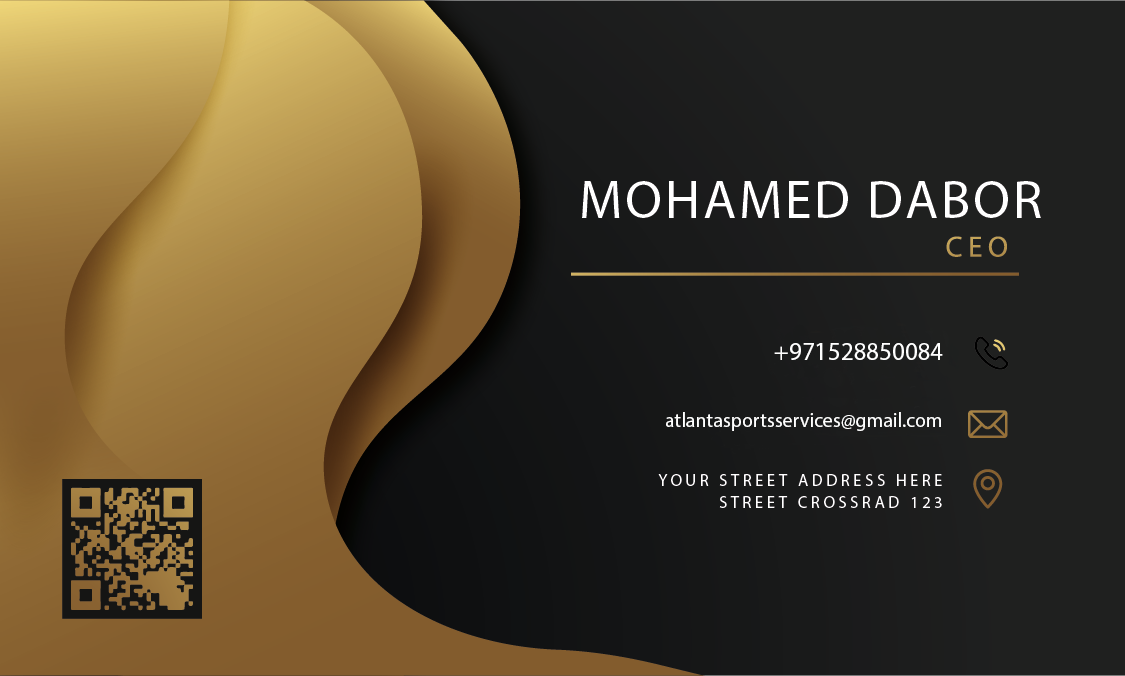 MOHAMED DABOR
CEO
+971528850084
atlantasportsservices@gmail.com
YOUR STREET ADDRESS HERE
STREET CROSSRAD 123